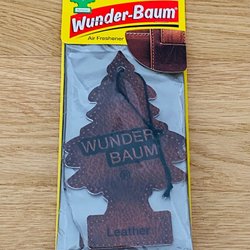 Wunder-Baum®
Air Freshener
WUNDER-
BAUM
®
Leather